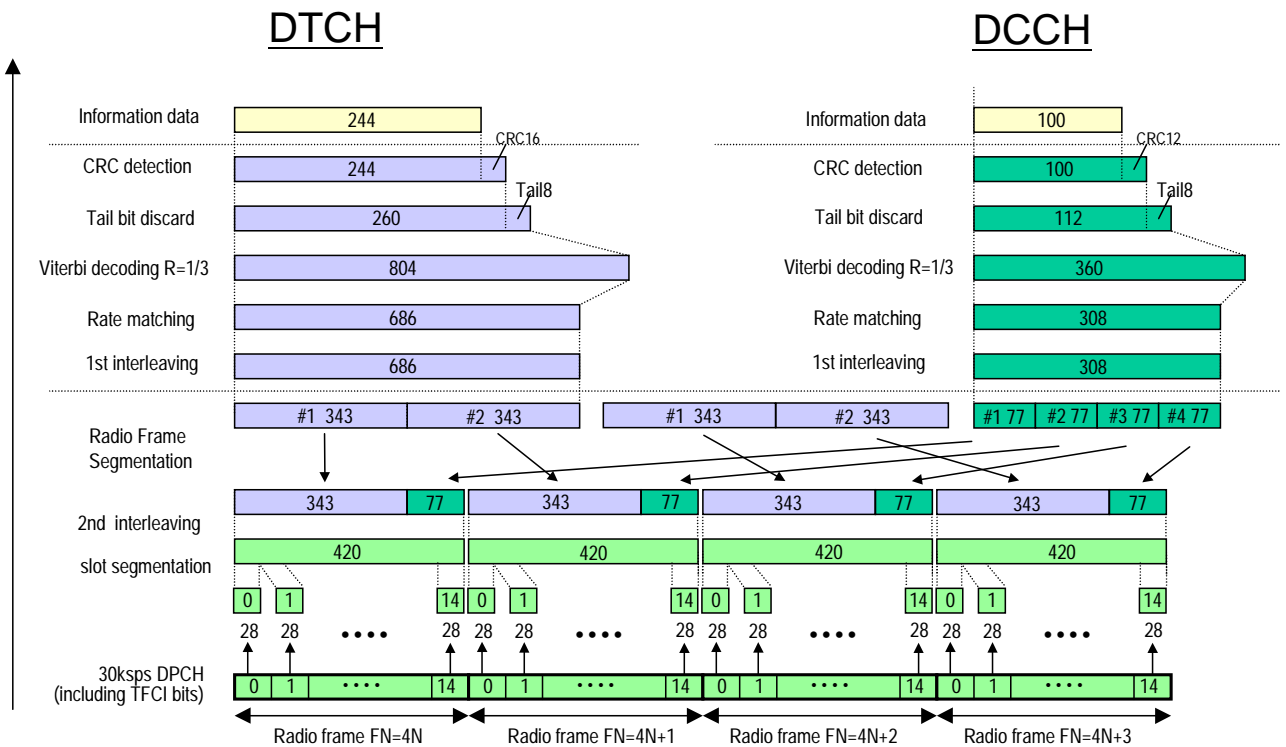 DTCH DCCH
Information data 244 Information data 100
CRC16 CRC12
CRC detection 244 CRC detection 100
Tail8 Tail8
Tail bit discard 260 Tail bit discard 112
Viterbi decoding R=1/3 804 Viterbi decoding R=1/3 360
Rate matching 686 Rate matching 308
1st interleaving 686 1st interleaving 308
#1 343 #2 343 #1 343 #2 343 #1 77 #2 77 #3 77 #4 77
Radio Frame
Segmentation
343 77 343 77 343 77 343 77
2nd interleaving
420 420 420 420
slot segmentation
0 1 14 0 1 14 0 1 14 0 1 14
28 28 •••• 28 28 28 •••• 28 28 28 •••• 28 28 28 •••• 28
30ksps DPCH
(including TFCI bits)
0 1 •••• 14 0 1 •••• 14 0 1 •••• 14 0 1 •••• 14
Radio frame FN=4N Radio frame FN=4N+1 Radio frame FN=4N+2 Radio frame FN=4N+3